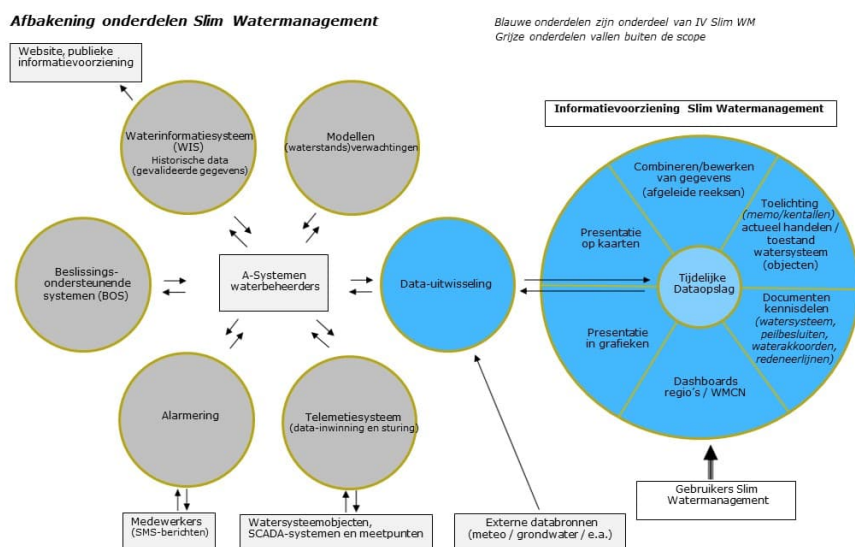 Afbakening onderdelen Slim Watermanagement
Blauwe onderdelen zijn onderdeel van IV Slim WM
Grijze onderdelen vallen buiten de scope
Website, publieke
informatievoorziening
Waterinformatiesysteem
(WIS)
Historische data
(gevalideerde gegevens)
Modellen
(waterstands)verwachtingen
Beslissings-
ondersteunende
systemen (BOS)
A-Systemen
waterbeheerders
Data-uitwisseling
Alarmering
Telemetiesysteem
(data-inwinning en sturing)
Medewerkers
(SMS-berichten)
Watersysteemobjecten,
SCADA-systemen en meetpunten
Externe databronnen
(meteo / grondwater / e.a.)
Informatievoorziening Slim Watermanagement
Combineren/bewerken
van gegevens
(afgeleide reeksen)
Toelichting
(memo/kentallen)
actueel handelen /
toestand
watersysteem
(objecten)
Presentatie
op kaarten
Tijdelijke
Dataopslag
Presentatie
in grafieken
Documenten
kennisdelen
(watersysteem,
peilbesluiten,
waterakkoorden,
redeneerlijnen)
Dashboards
regio's / WMCN
Gebruikers Slim
Watermanagement